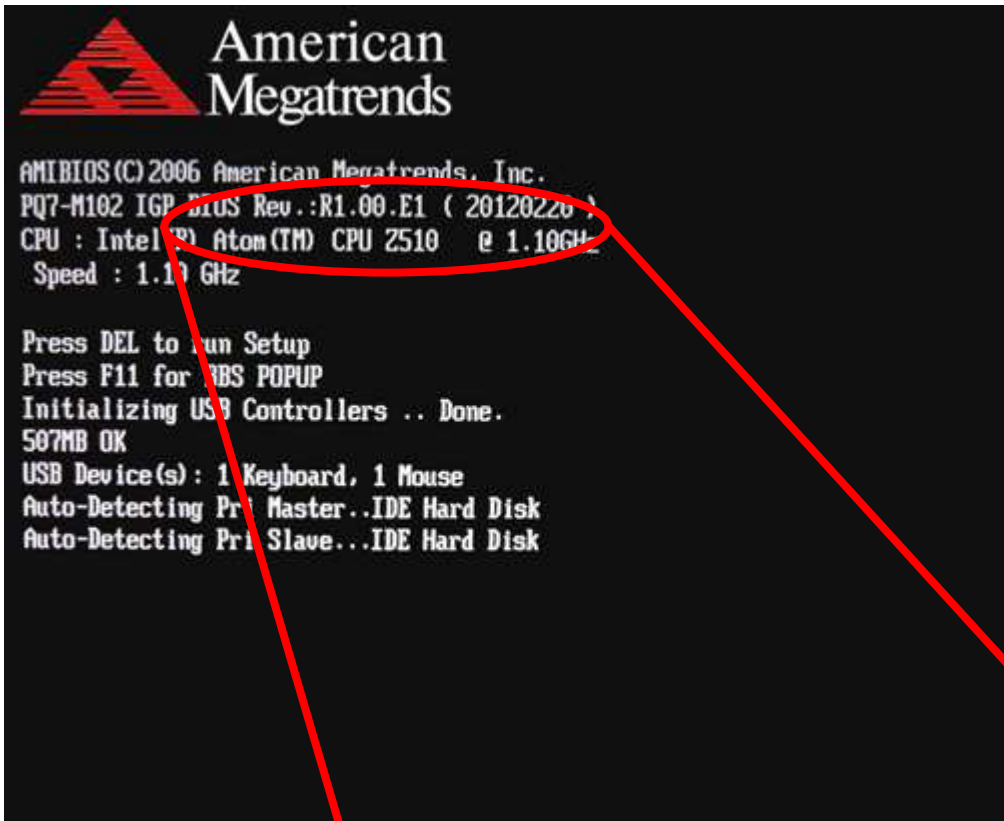 American
Megatrends
AMIBIOS(C)2006 American Megatrends, Inc.
PQ7-M102 IGP BIOS Rev.:R1.00.E1 ( 20120226 )
CPU : Intel(R) Atom(TM) CPU Z510 @ 1.10GHz
Speed : 1.10 GHz
Press DEL to run Setup
Press F11 for BBS POPUP
Initializing USB Controllers .. Done.
507MB OK
USB Device(s): 1 Keyboard, 1 Mouse
Auto-Detecting Pri Master..IDE Hard Disk
Auto-Detecting Pri Slave...IDE Hard Disk